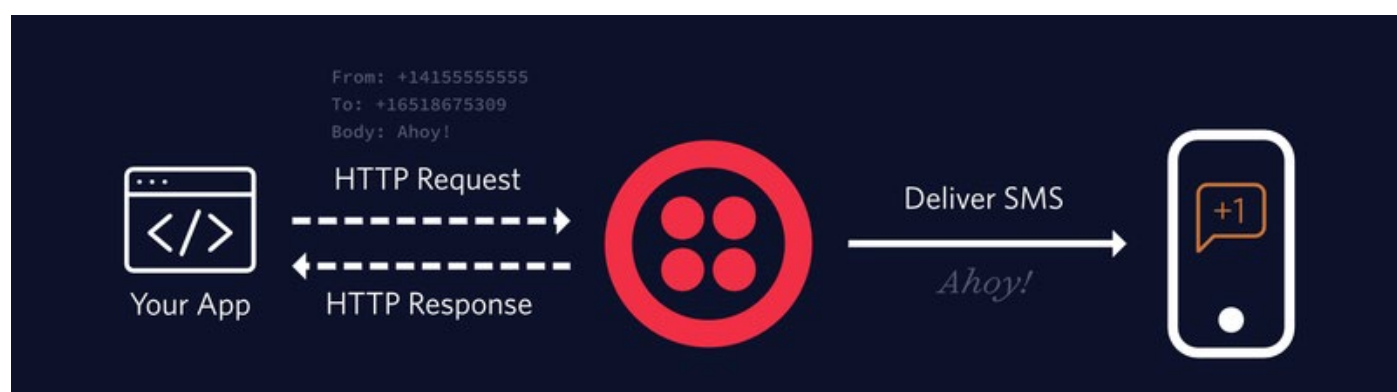 From: +14155555555
To: +16518675309
Body: Ahoy!
HTTP Request
HTTP Response
</>
Your App
Deliver SMS
Ahoy!
+1